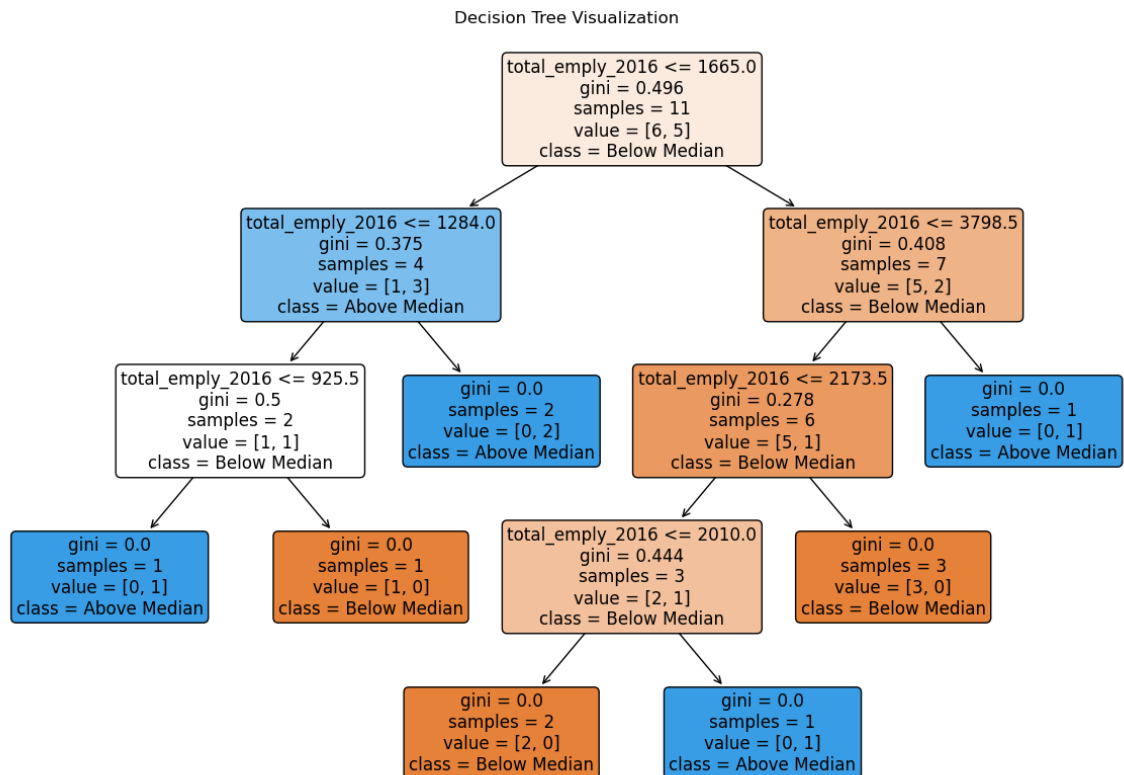 Decision Tree Visualization
total_emply_2016 <= 1665.0
gini = 0.496
samples = 11
value = [6, 5]
class = Below Median
total_emply_2016 <= 1284.0
gini = 0.375
samples = 4
value = [1, 3]
class = Above Median
total_emply_2016 <= 3798.5
gini = 0.408
samples = 7
value = [5, 2]
class = Below Median
total_emply_2016 <= 925.5
gini = 0.5
samples = 2
value = [1, 1]
class = Below Median
gini = 0.0
samples = 2
value = [0, 2]
class = Above Median
total_emply_2016 <= 2173.5
gini = 0.278
samples = 6
value = [5, 1]
class = Below Median
gini = 0.0
samples = 1
value = [0, 1]
class = Above Median
gini = 0.0
samples = 1
value = [0, 1]
class = Above Median
gini = 0.0
samples = 1
value = [1, 0]
class = Below Median
total_emply_2016 <= 2010.0
gini = 0.444
samples = 3
value = [2, 1]
class = Below Median
gini = 0.0
samples = 3
value = [3, 0]
class = Below Median
gini = 0.0
samples = 2
value = [2, 0]
class = Below Median
gini = 0.0
samples = 1
value = [0, 1]
class = Above Median